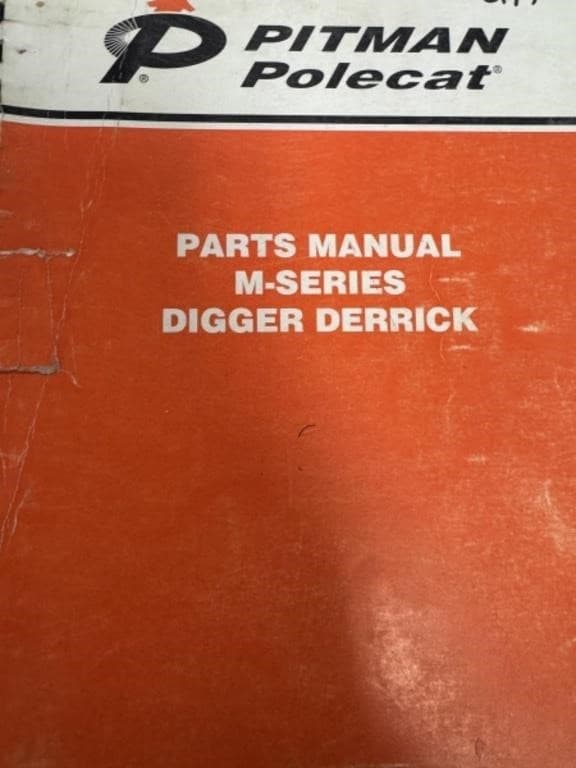 PITMAN
Polecat®
PARTS MANUAL
M-SERIES
DIGGER DERRICK